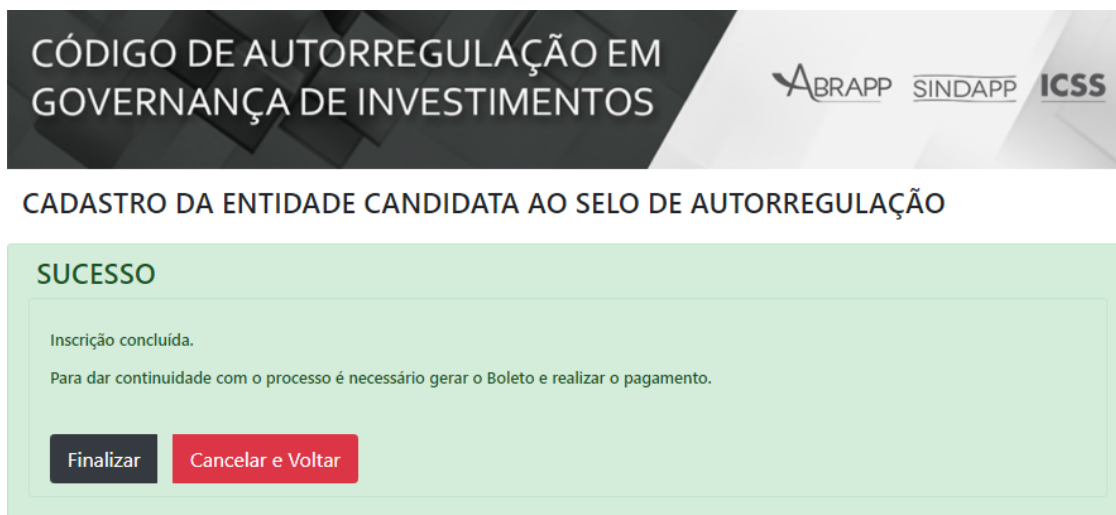 CÓDIGO DE AUTORREGULAÇÃO EM
GOVERNANÇA DE INVESTIMENTOS
ABRAPP SINDAPP ICSS
CADASTRO DA ENTIDADE CANDIDATA AO SELO DE AUTORREGULAÇÃO
SUCESSO
Inscrição concluída.
Para dar continuidade com o processo é necessário gerar o Boleto e realizar o pagamento.
Finalizar Cancelar e Voltar